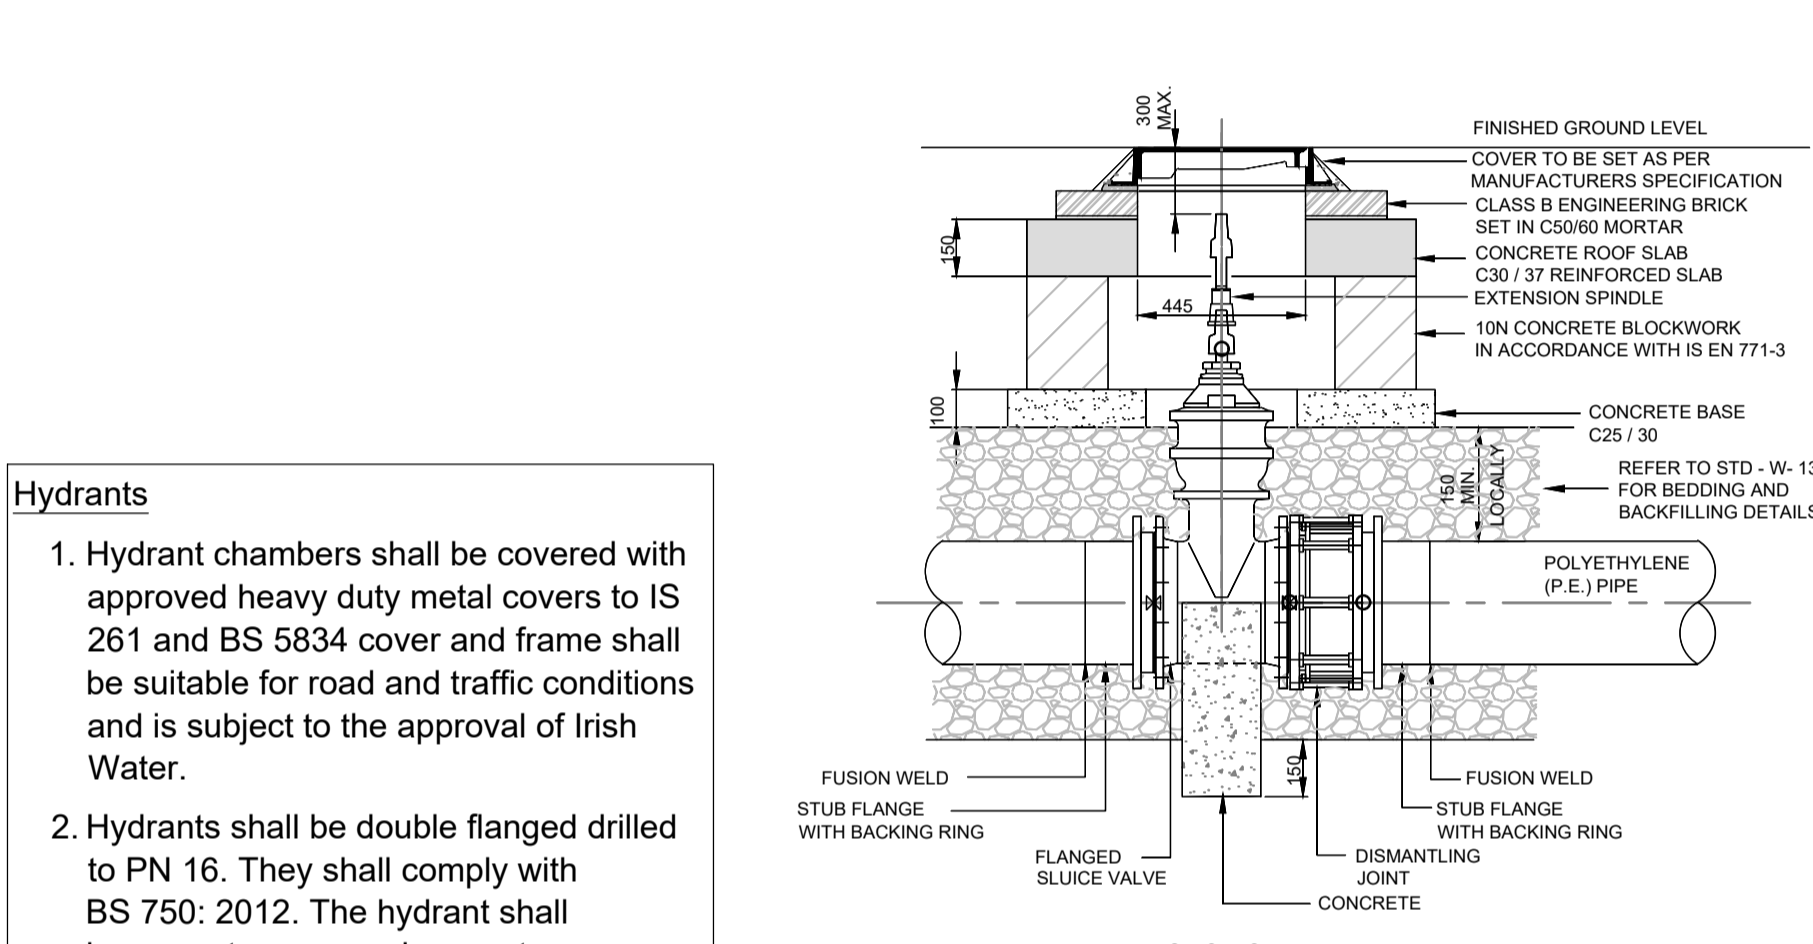 Hydrants
1. Hydrant chambers shall be covered with
approved heavy duty metal covers to IS
261 and BS 5834 cover and frame shall
be suitable for road and traffic conditions
and is subject to the approval of Irish
Water.
2. Hydrants shall be double flanged drilled
to PN 16. They shall comply with
BS 750: 2012. The hydrant shall
300
MAX.
FINISHED GROUND LEVEL
COVER TO BE SET AS PER
MANUFACTURERS SPECIFICATION
CLASS B ENGINEERING BRICK
SET IN C50/60 MORTAR
150
CONCRETE ROOF SLAB
C30 / 37 REINFORCED SLAB
EXTENSION SPINDLE
445
10N CONCRETE BLOCKWORK
IN ACCORDANCE WITH IS EN 771-3
100
CONCRETE BASE
C25 / 30
150
MIN.
LOCALLY
REFER TO STD - W- 13
FOR BEDDING AND
BACKFILLING DETAILS
POLYETHYLENE
(P.E.) PIPE
150
FUSION WELD
STUB FLANGE
WITH BACKING RING
FLANGED
SLUICE VALVE
FUSION WELD
STUB FLANGE
WITH BACKING RING
DISMANTLING
JOINT
CONCRETE